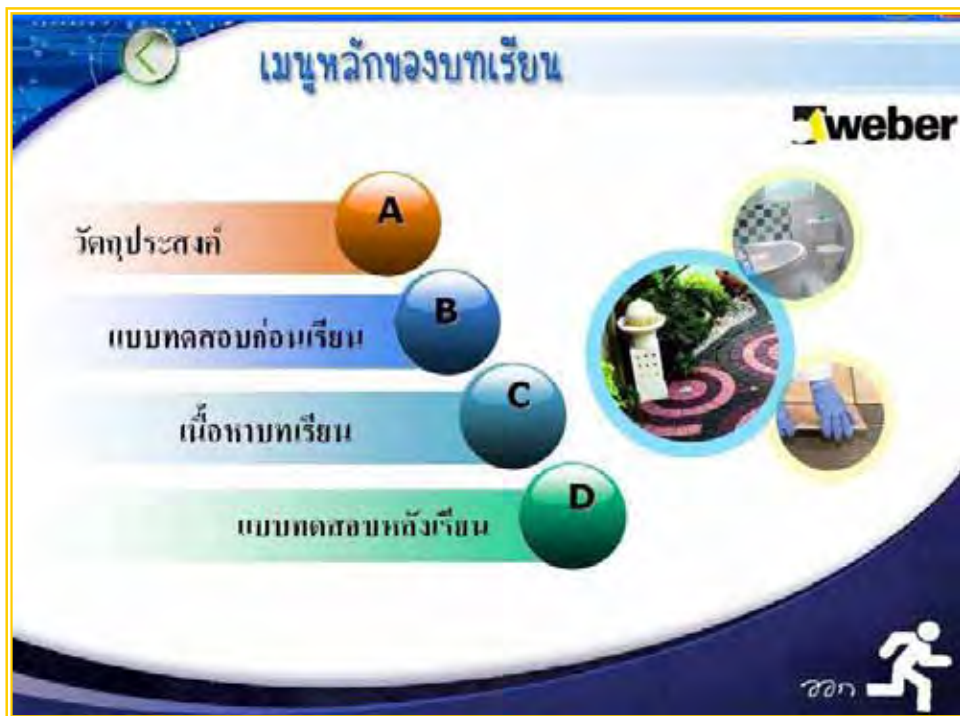 เมนูหลักของบทเรียน
weber
A
วัตถุประสงค์
B
แบบทดสอบก่อนเรียน
C
เนื้อหาบทเรียน
D
แบบทดสอบหลังเรียน
ออก